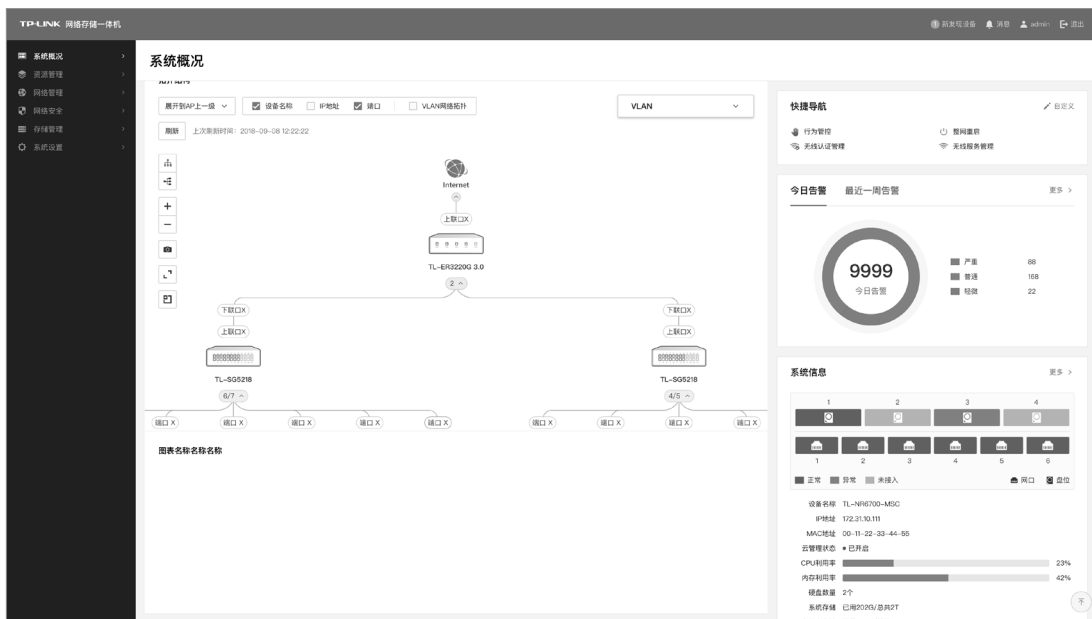 TP-LINK 网络存储一体机
1 新发现设备 消息 admin 退出
系统概况
资源管理
网络管理
网络安全
存储管理
系统设置
系统概况
展开到AP上一级 设备名称 IP地址 端口 VLAN网络拓扑
VLAN
刷新 上次刷新时间：2018-09-08 12:22:22
Internet
上联口X
TL-ER3220G 3.0
2
下联口X 下联口X
上联口X 上联口X
TL-SG5218 TL-SG5218
6/7 4/5
端口 X 端口 X 端口 X 端口 X 端口 X 端口 X 端口 X 端口 X 端口 X
图表名称名称名称
快捷导航 自定义
行为管控 整网重启
无线认证管理 无线服务管理
今日告警 最近一周告警 更多
9999
今日告警
严重 88
普通 168
轻微 22
系统信息 更多
1 2 3 4
1 2 3 4 5 6
正常 异常 未接入 网口 盘位
设备名称 TL-NR6700-MSC
IP地址 172.31.10.111
MAC地址 00-11-22-33-44-55
云管理状态 已开启
CPU利用率 23%
内存利用率 42%
硬盘数量 2个
系统存储 已用202G/总共2T